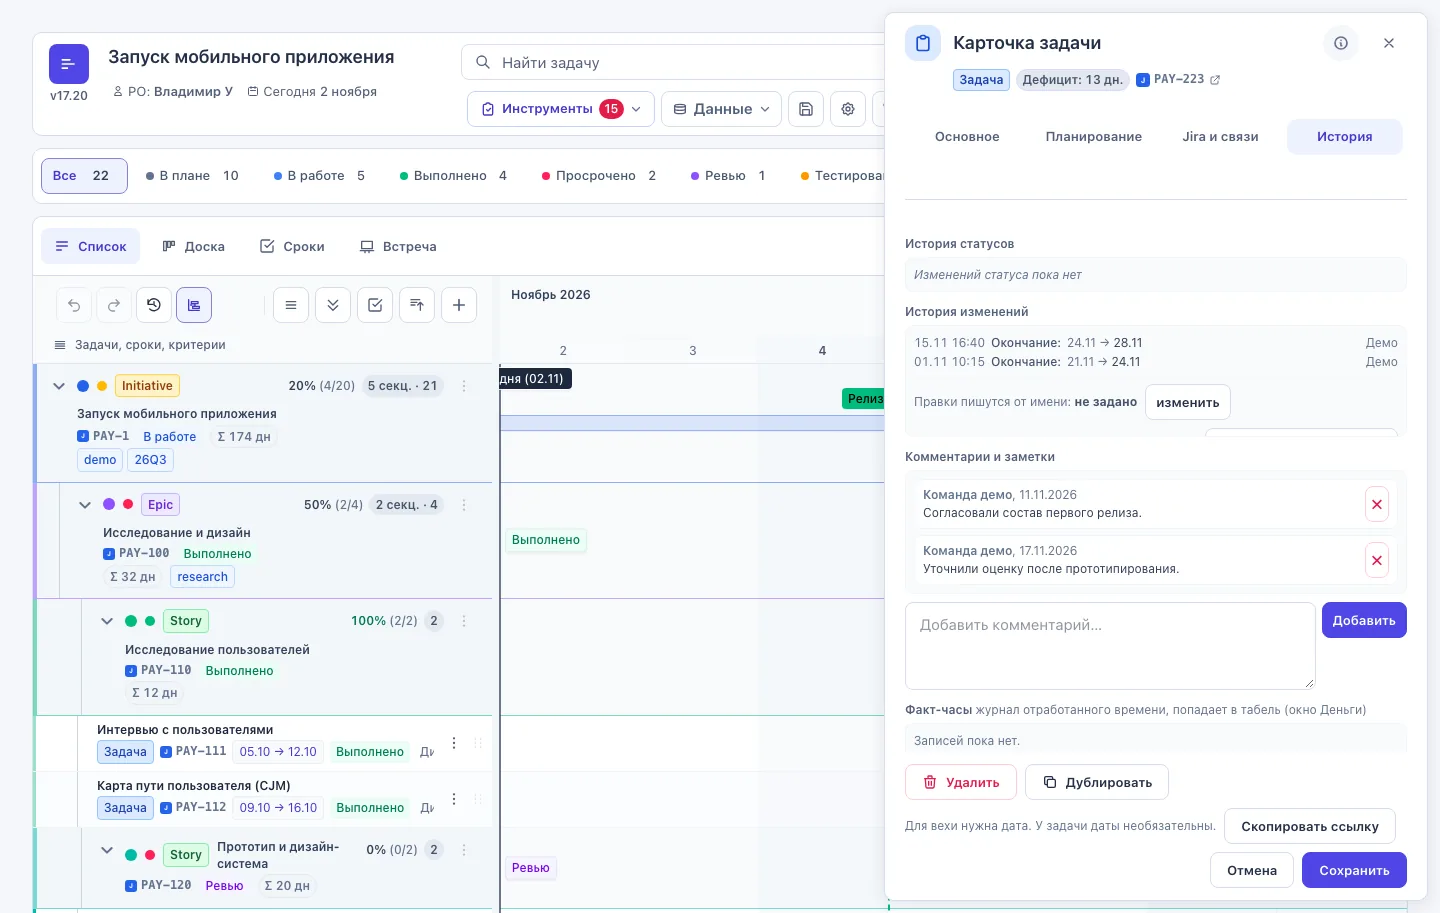 Запуск мобильного приложения
v17.20
PO: Владимир У
Сегодня 2 ноября
Найти задачу
Инструменты 15
Данные
Все 22
В плане 10
В работе 5
Выполнено 4
Просрочено 2
Ревью 1
Список
Доска
Сроки
Встреча
Задачи, сроки, критерии
Ноябрь 2026
2 3 4
дня (02.11)
Initiative
20% (4/20) 5 секц. · 21
Запуск мобильного приложения
PAY-1 В работе Σ 174 дн
demo 26Q3
Epic
50% (2/4) 2 секц. · 4
Исследование и дизайн
PAY-100 Выполнено
Σ 32 дн research
Выполнено
Story
100% (2/2) 2
Исследование пользователей
PAY-110 Выполнено
Σ 12 дн
Интервью с пользователями
Задача PAY-111 05.10 → 12.10 Выполнено
Карта пути пользователя (CJM)
Задача PAY-112 09.10 → 16.10 Выполнено
Story Прототип и дизайн-
система
0% (0/2) 2
PAY-120 Ревью Σ 20 дн
Ревью
Карточка задачи
Задача Дефицит: 13 дн. PAY-223
Основное
Планирование
Jira и связи
История
История статусов
Изменений статуса пока нет
История изменений
15.11 16:40 Окончание: 24.11 → 28.11 Демо
01.11 10:15 Окончание: 21.11 → 24.11 Демо
Правки пишутся от имени: не задано изменить
Комментарии и заметки
Команда демо, 11.11.2026
Согласовали состав первого релиза.
Команда демо, 17.11.2026
Уточнили оценку после прототипирования.
Добавить комментарий...
Добавить
Факт-часы журнал отработанного времени, попадает в табель (окно Деньги)
Записей пока нет.
Удалить
Дублировать
Для вехи нужна дата. У задачи даты необязательны.
Скопировать ссылку
Отмена
Сохранить